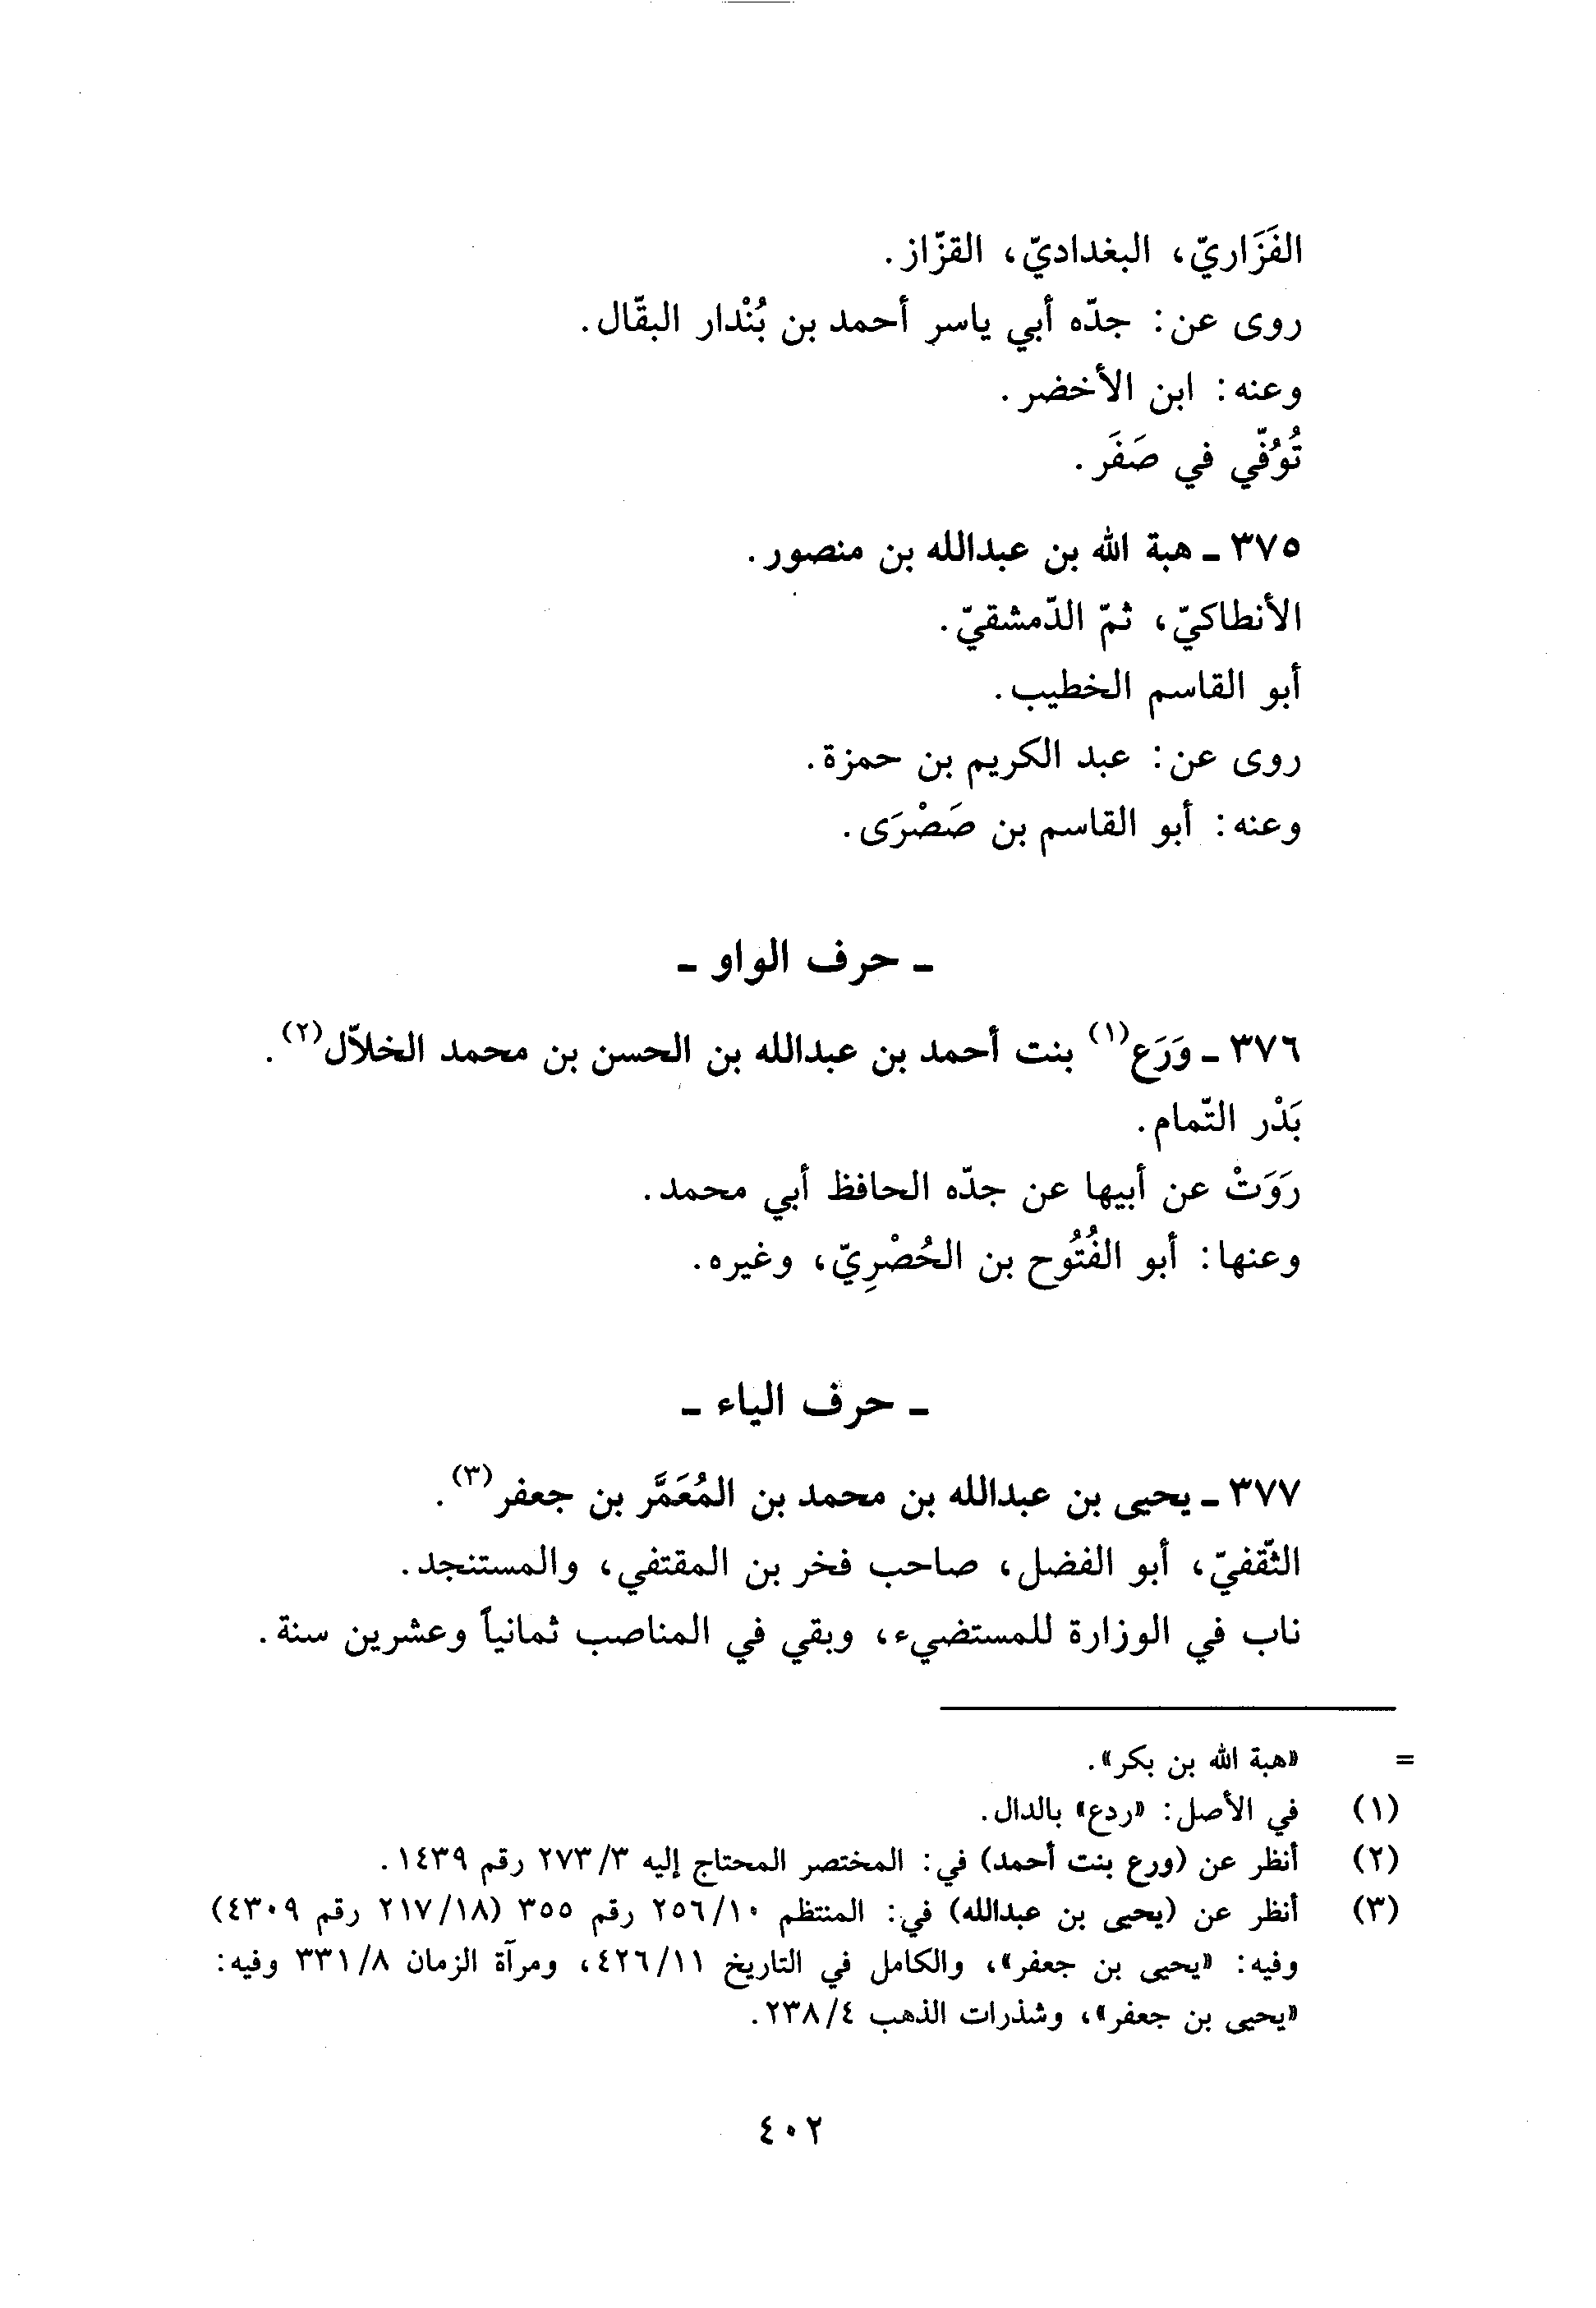 الفَزَاريّ، البغداديّ، القزّاز.
روى عن: جدّه أبي ياسر أحمد بن بُنْدار البقّال.
وعنه: ابن الأخضر.
تُوُفّي في صَفَر.
٣٧٥ ـ هبة الله بن عبدالله بن منصور.
الأنطاكيّ، ثمّ الدّمشقيّ.
أبو القاسم الخطيب.
روى عن: عبد الكريم بن حمزة.
وعنه: أبو القاسم بن صَصْرَى.
ـ حرف الواو ـ
٣٧٦ ـ وَرَع(١) بنت أحمد بن عبدالله بن الحسن بن محمد الخلاّل(٢).
بَدْر التّمام.
رَوَتْ عن أبيها عن جدّه الحافظ أبي محمد.
وعنها: أبو الفُتُوح بن الحُصْرِيّ، وغيره.
ـ حرف الياء ـ
٣٧٧ ـ يحيى بن عبدالله بن محمد بن المُعَمَّر بن جعفر(٣).
الثّقفيّ، أبو الفضل، صاحب فخر بن المقتفي، والمستنجد.
ناب في الوزارة للمستضيء، وبقي في المناصب ثمانياً وعشرين سنة.
= «هبة الله بن بكر».
(١) في الأصل: «ردع» بالدال.
(٢) أنظر عن (ورع بنت أحمد) في: المختصر المحتاج إليه ٣/ ٢٧٣ رقم ١٤٣٩.
(٣) أنظر عن (يحيى بن عبدالله) في: المنتظم ١٠/ ٢٥٦ رقم ٣٥٥ (١٨/ ٢١٧ رقم ٤٣٠٩)
وفيه: «يحيى بن جعفر»، والكامل في التاريخ ١١/ ٤٢٦، ومرآة الزمان ٨/ ٣٣١ وفيه:
«يحيى بن جعفر»، وشذرات الذهب ٤/ ٢٣٨.
٤٠٢